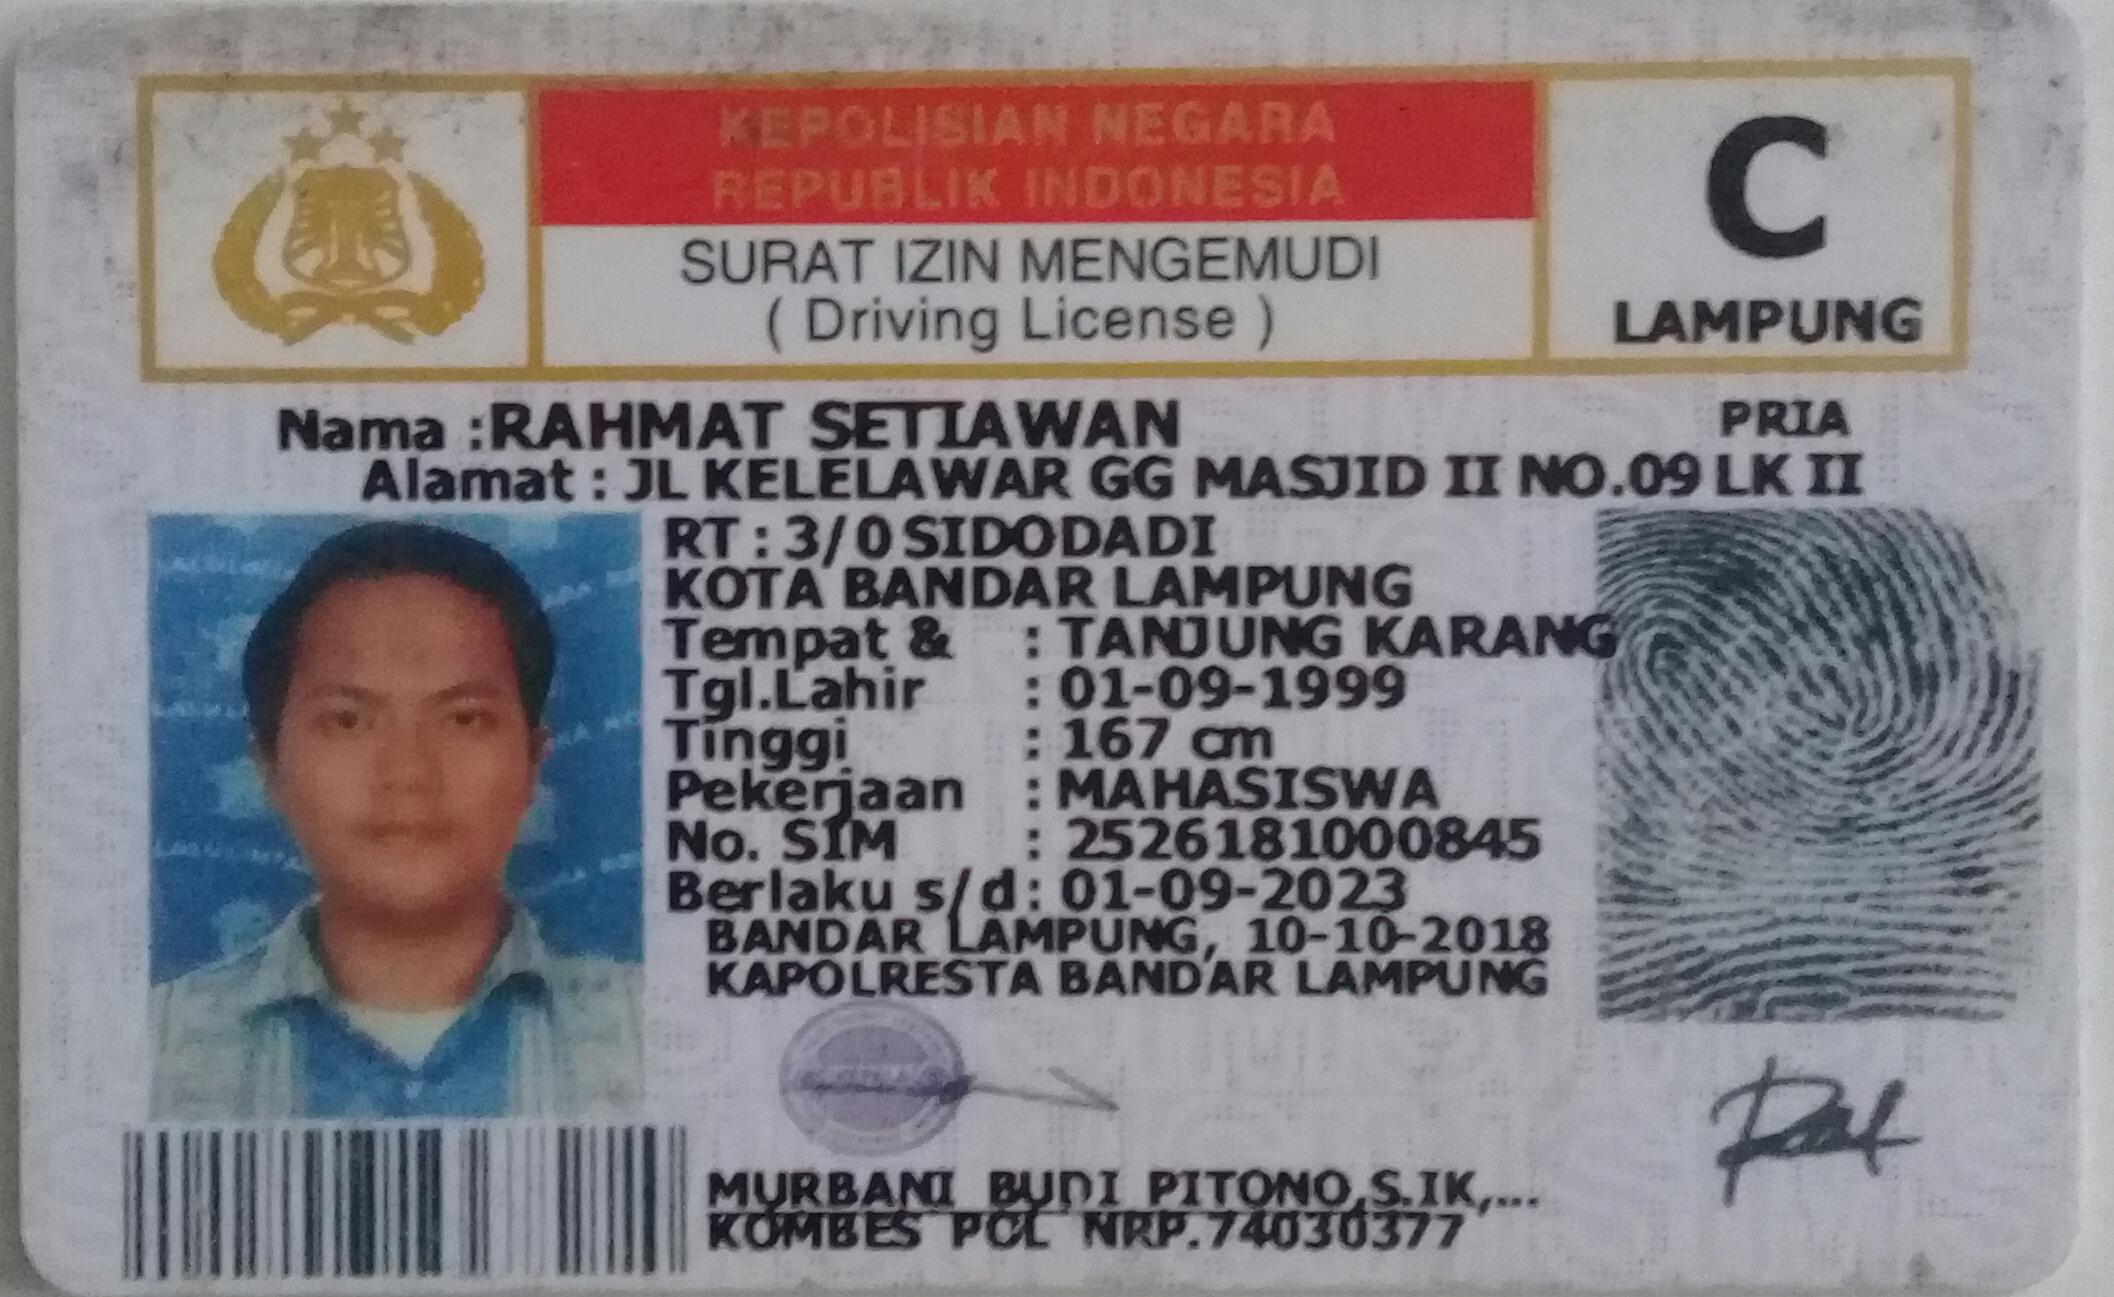 KEPOLISIAN NEGARA
REPUBLIK INDONESIA
SURAT IZIN MENGEMUDI
( Driving License )
C
LAMPUNG
Nama :RAHMAT SETIAWAN PRIA
Alamat : JL KELELAWAR GG MASJID II NO.09 LK II
RT : 3/0 SIDODADI
KOTA BANDAR LAMPUNG
Tempat & : TANJUNG KARANG
Tgl.Lahir : 01-09-1999
Tinggi : 167 cm
Pekerjaan : MAHASISWA
No. SIM : 2526181000845
Berlaku s/d : 01-09-2023
BANDAR LAMPUNG, 10-10-2018
KAPOLRESTA BANDAR LAMPUNG
MURBANI BUDI PITONO,S.IK,...
KOMBES POL NRP.74030377